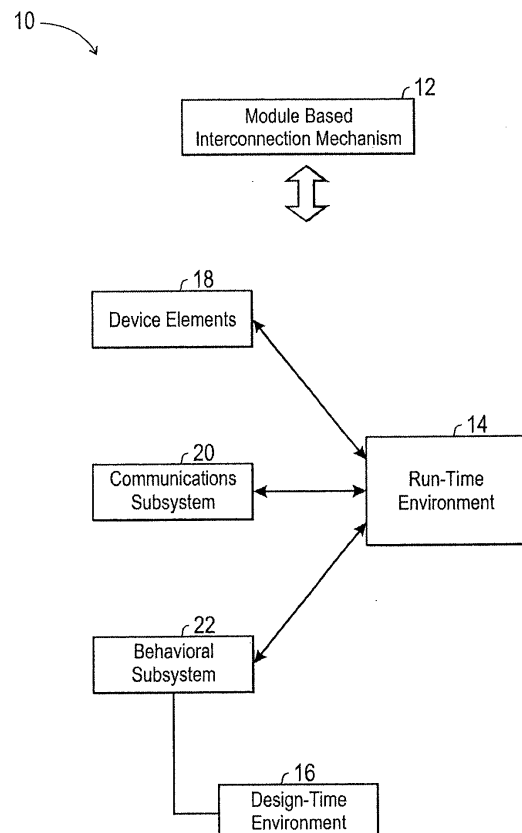 10
12
Module Based
Interconnection Mechanism
18
Device Elements
14
Run-Time
Environment
20
Communications
Subsystem
22
Behavioral
Subsystem
16
Design-Time
Environment